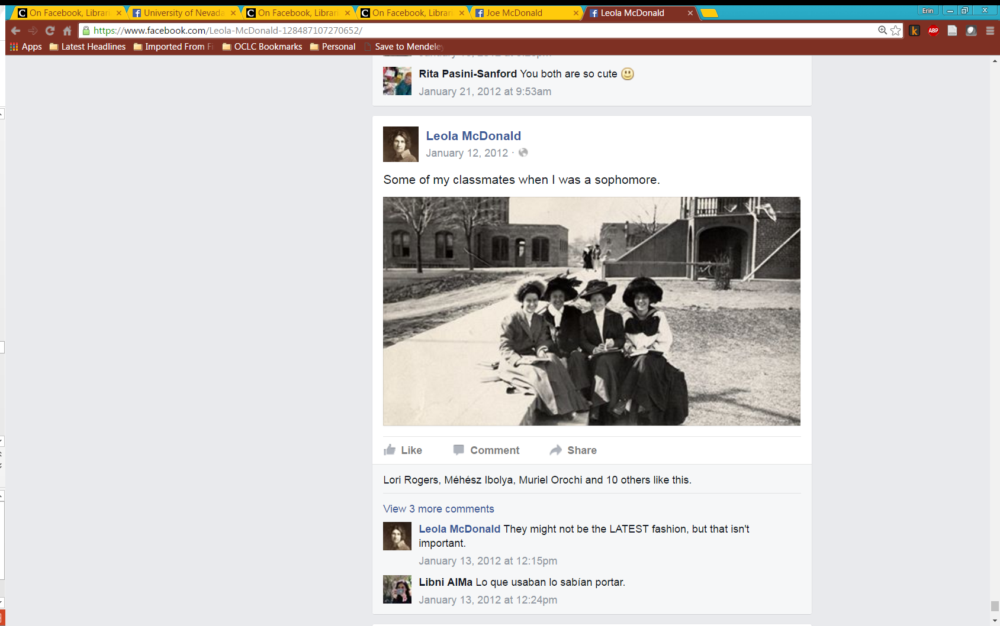 On Facebook, Librari
University of Nevada
On Facebook, Librari
On Facebook, Librari
Joe McDonald
Leola McDonald
Erin
https://www.facebook.com/Leola-McDonald-128487107270652/
k
ABP
Apps
Latest Headlines
Imported From Fi
OCLC Bookmarks
Personal
Save to Mendeley
Rita Pasini-Sanford You both are so cute
January 21, 2012 at 9:53am
Leola McDonald
January 12, 2012 ·
Some of my classmates when I was a sophomore.
Like
Comment
Share
Lori Rogers, Méhész Ibolya, Muriel Orochi and 10 others like this.
View 3 more comments
Leola McDonald They might not be the LATEST fashion, but that isn't
important.
January 13, 2012 at 12:15pm
Libni AlMa Lo que usaban lo sabían portar.
January 13, 2012 at 12:24pm